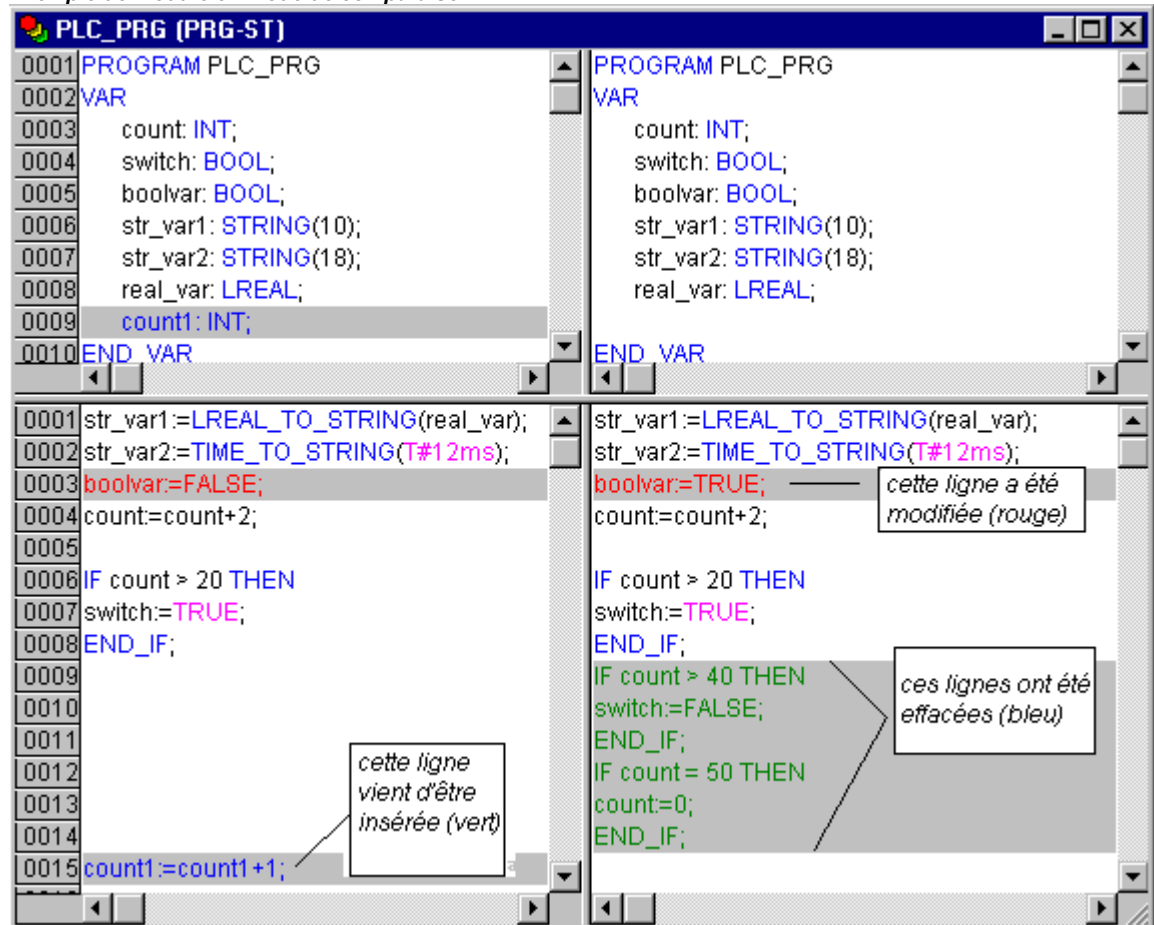 PLC_PRG (PRG-ST)
0001 PROGRAM PLC_PRG
0002 VAR
0003 count: INT;
0004 switch: BOOL;
0005 boolvar: BOOL;
0006 str_var1: STRING(10);
0007 str_var2: STRING(18);
0008 real_var: LREAL;
0009 count1: INT;
0010 END_VAR
PROGRAM PLC_PRG
VAR
count: INT;
switch: BOOL;
boolvar: BOOL;
str_var1: STRING(10);
str_var2: STRING(18);
real_var: LREAL;
END_VAR
0001 str_var1:=LREAL_TO_STRING(real_var);
0002 str_var2:=TIME_TO_STRING(T#12ms);
0003 boolvar:=FALSE;
0004 count:=count+2;
0005
0006 IF count > 20 THEN
0007 switch:=TRUE;
0008 END_IF;
0009
0010
0011
0012
0013
0014
0015 count1:=count1+1;
cette ligne
vient d'être
insérée (vert)
str_var1:=LREAL_TO_STRING(real_var);
str_var2:=TIME_TO_STRING(T#12ms);
boolvar:=TRUE;
count:=count+2;
IF count > 20 THEN
switch:=TRUE;
END_IF;
IF count > 40 THEN
switch:=FALSE;
END_IF;
IF count = 50 THEN
count:=0;
END_IF;
cette ligne a été
modifiée (rouge)
ces lignes ont été
effacées (bleu)